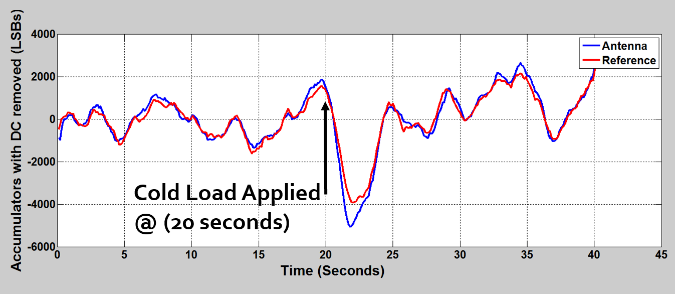 Accumulators with DC removed (LSBs)
4000
2000
0
-2000
-4000
-6000
Antenna
Reference
Cold Load Applied
@ (20 seconds)
0 5 10 15 20 25 30 35 40 45
Time (Seconds)